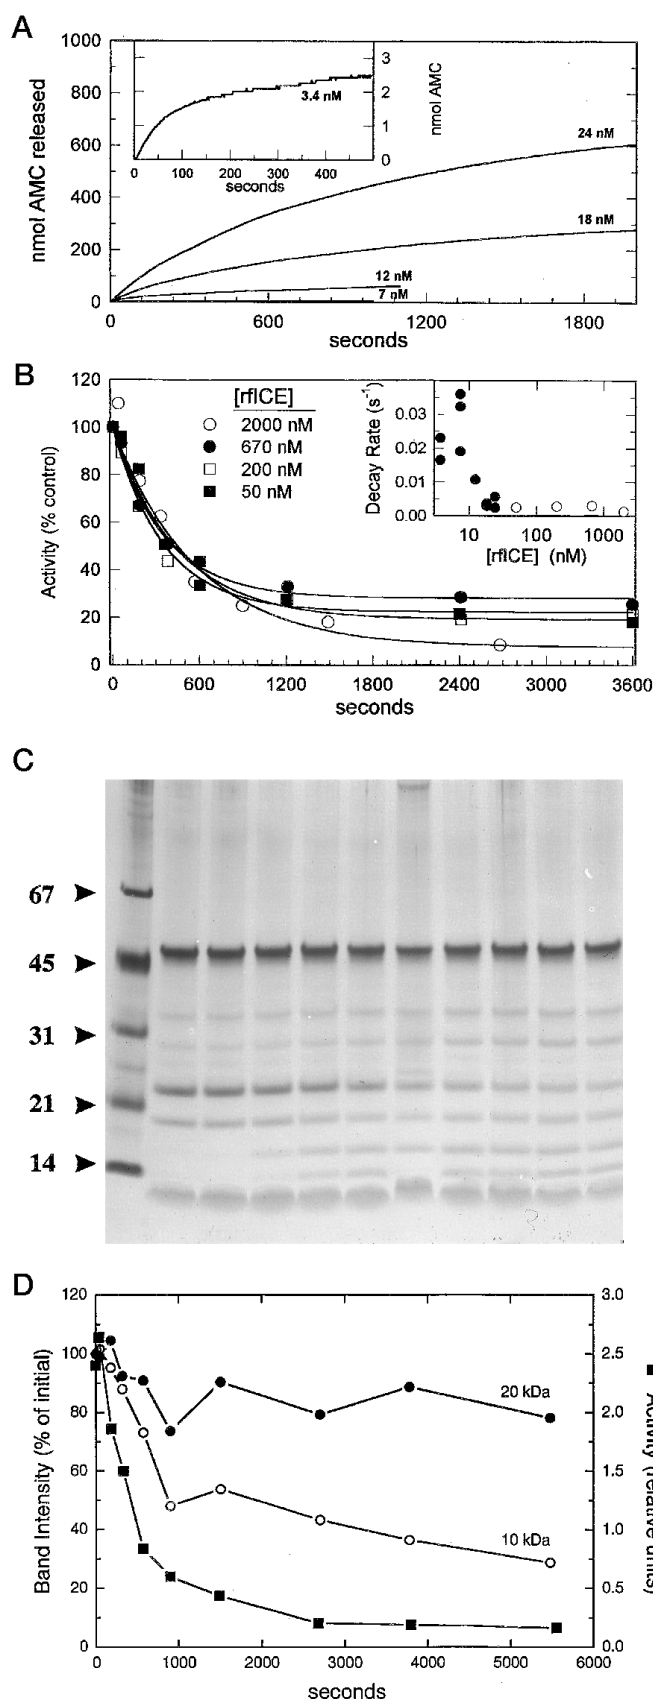 A
1000
800
600
400
200
0
nmol AMC released
3
2
1
0
nmol AMC
3.4 nM
0 100 200 300 400
seconds
24 nM
18 nM
12 nM
7 nM
0 600 1200 1800
seconds
B
120
100
80
60
40
20
0
Activity (% control)
[rflCE]
2000 nM
670 nM
200 nM
50 nM
0.03
0.02
0.01
0.00
Decay Rate (s⁻¹)
10 100 1000
[rflCE] (nM)
0 600 1200 1800 2400 3000 3600
seconds
C
67
45
31
21
14
D
120
100
80
60
40
20
0
Band Intensity (% of initial)
3.0
2.5
2.0
1.5
1.0
0.5
0.0
Activity (relative units)
20 kDa
10 kDa
0 1000 2000 3000 4000 5000 6000
seconds